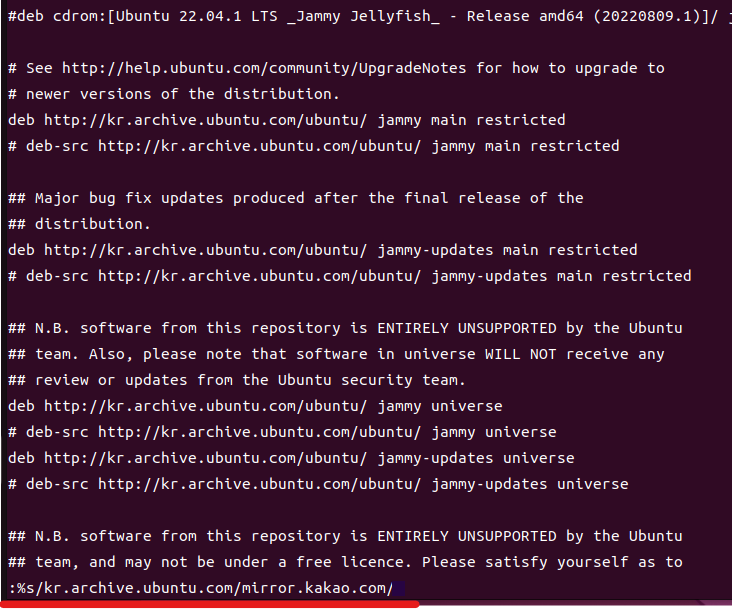 #deb cdrom:[Ubuntu 22.04.1 LTS _Jammy Jellyfish_ - Release amd64 (20220809.1)]/
# See http://help.ubuntu.com/community/UpgradeNotes for how to upgrade to
# newer versions of the distribution.
deb http://kr.archive.ubuntu.com/ubuntu/ jammy main restricted
# deb-src http://kr.archive.ubuntu.com/ubuntu/ jammy main restricted
## Major bug fix updates produced after the final release of the
## distribution.
deb http://kr.archive.ubuntu.com/ubuntu/ jammy-updates main restricted
# deb-src http://kr.archive.ubuntu.com/ubuntu/ jammy-updates main restricted
## N.B. software from this repository is ENTIRELY UNSUPPORTED by the Ubuntu
## team. Also, please note that software in universe WILL NOT receive any
## review or updates from the Ubuntu security team.
deb http://kr.archive.ubuntu.com/ubuntu/ jammy universe
# deb-src http://kr.archive.ubuntu.com/ubuntu/ jammy universe
deb http://kr.archive.ubuntu.com/ubuntu/ jammy-updates universe
# deb-src http://kr.archive.ubuntu.com/ubuntu/ jammy-updates universe
## N.B. software from this repository is ENTIRELY UNSUPPORTED by the Ubuntu
## team, and may not be under a free licence. Please satisfy yourself as to
:%s/kr.archive.ubuntu.com/mirror.kakao.com/